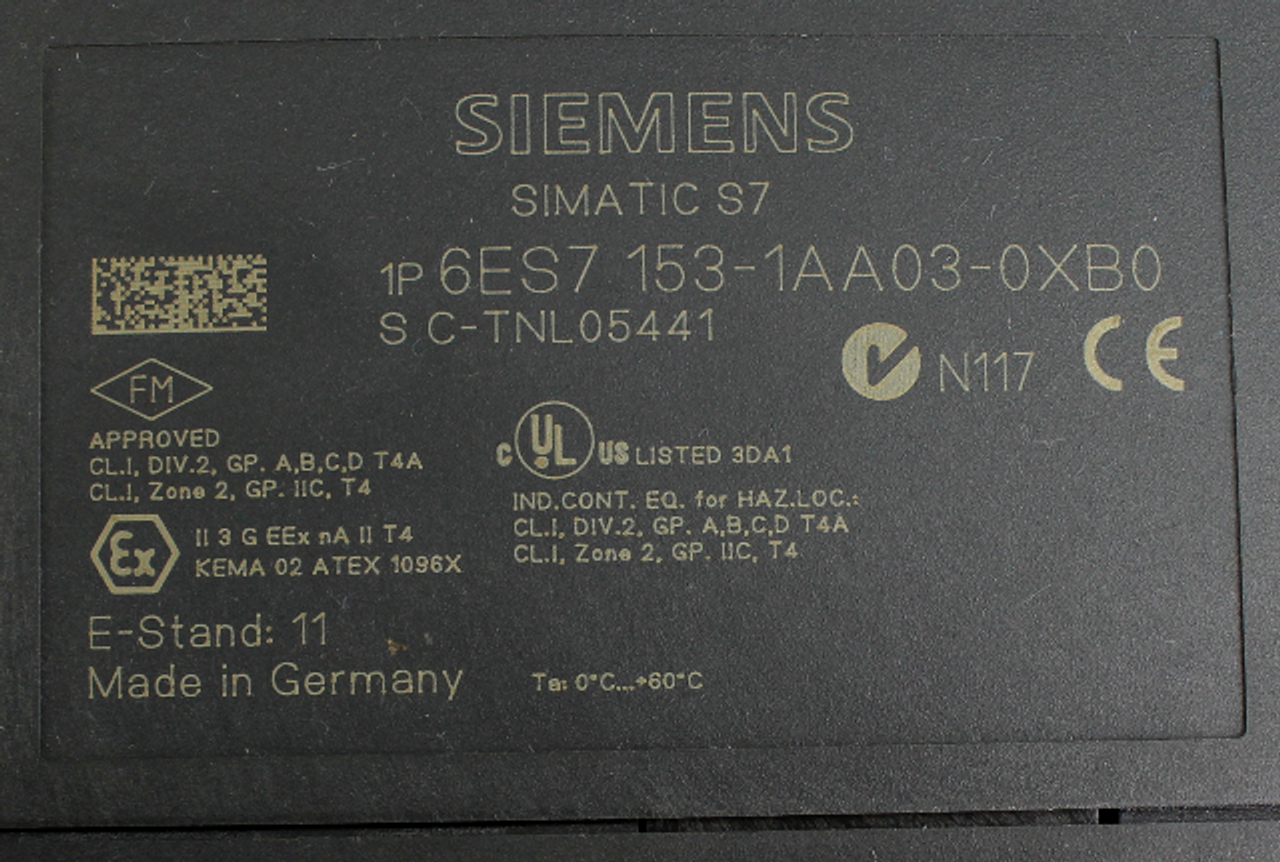 SIEMENS
SIMATIC S7
1P 6ES7 153-1AA03-0XB0
S C-TNL05441
N117 CE
FM
APPROVED
CL.I, DIV.2, GP. A,B,C,D T4A
CL.I, Zone 2, GP. IIC, T4
C UL US LISTED 3DA1
IND.CONT. EQ. for HAZ.LOC.:
CL.I, DIV.2, GP. A,B,C,D T4A
CL.I, Zone 2, GP. IIC, T4
Ex II 3 G EEx nA II T4
KEMA 02 ATEX 1096X
E-Stand: 11
Made in Germany
Ta: 0°C...+60°C